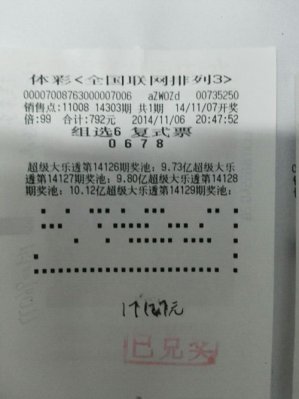 体彩<全国联网排列3>
00007008763000007006 aZWOZd 00735250
销售点:11008 14303期 共1期 14/11/07开奖
倍:99 合计:792元 2014/11/06 20:47:52
组选6 复式票
0 6 7 8
超级大乐透第14126期奖池: 9.73亿超级大乐
透第14127期奖池: 9.80亿超级大乐透第14128
期奖池: 10.12亿超级大乐透第14129期奖池:
元
已兑奖